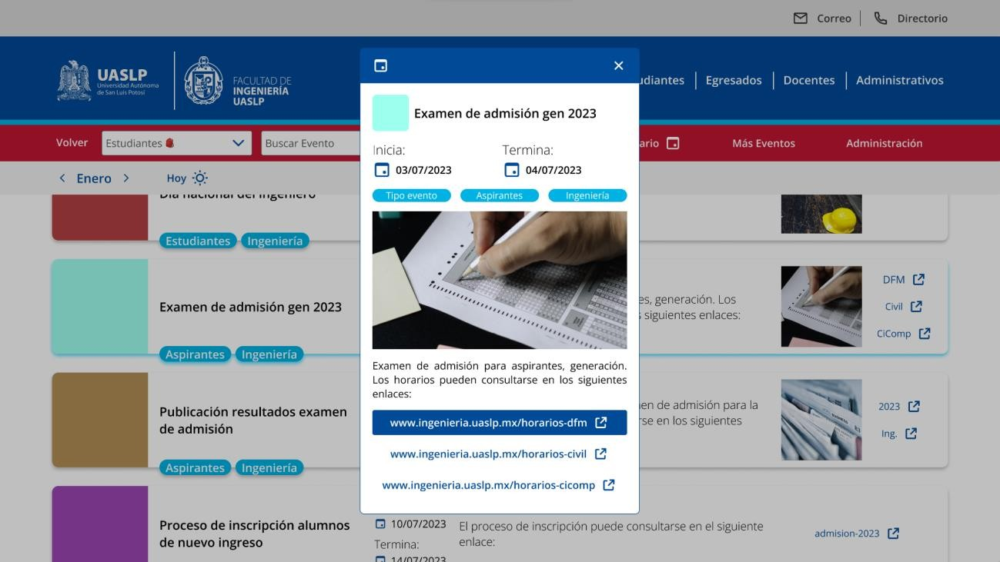 Correo
Directorio
UASLP
Universidad Autónoma
de San Luis Potosí
FACULTAD DE
INGENIERÍA
UASLP
Egresados
Docentes
Administrativos
Volver
Estudiantes
Buscar Evento
Más Eventos
Administración
Enero
Hoy
Día nacional del ingeniero
Estudiantes
Ingeniería
Examen de admisión gen 2023
Aspirantes
Ingeniería
generación. Los
siguientes enlaces:
DFM
Civil
CiComp
Publicación resultados examen
de admisión
Aspirantes
Ingeniería
de admisión para la
en los siguientes
2023
Ing.
Proceso de inscripción alumnos
de nuevo ingreso
10/07/2023
Termina:
14/07/2023
El proceso de inscripción puede consultarse en el siguiente
enlace:
admision-2023
Examen de admisión gen 2023
Inicia:
Termina:
03/07/2023
04/07/2023
Tipo evento
Aspirantes
Ingeniería
Examen de admisión para aspirantes, generación.
Los horarios pueden consultarse en los siguientes
enlaces:
www.ingenieria.uaslp.mx/horarios-dfm
www.ingenieria.uaslp.mx/horarios-civil
www.ingenieria.uaslp.mx/horarios-cicomp